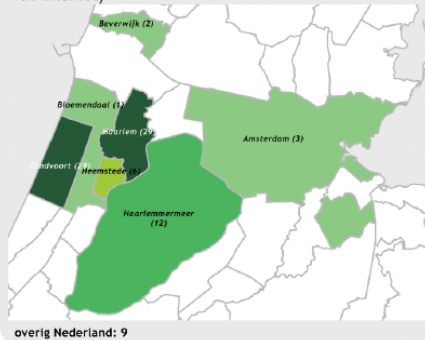 Beverwijk (2)
Bloemendaal (1)
Haarlem (29)
Amsterdam (3)
Zandvoort (29)
Heemstede (6)
Haarlemmermeer
(12)
overig Nederland: 9